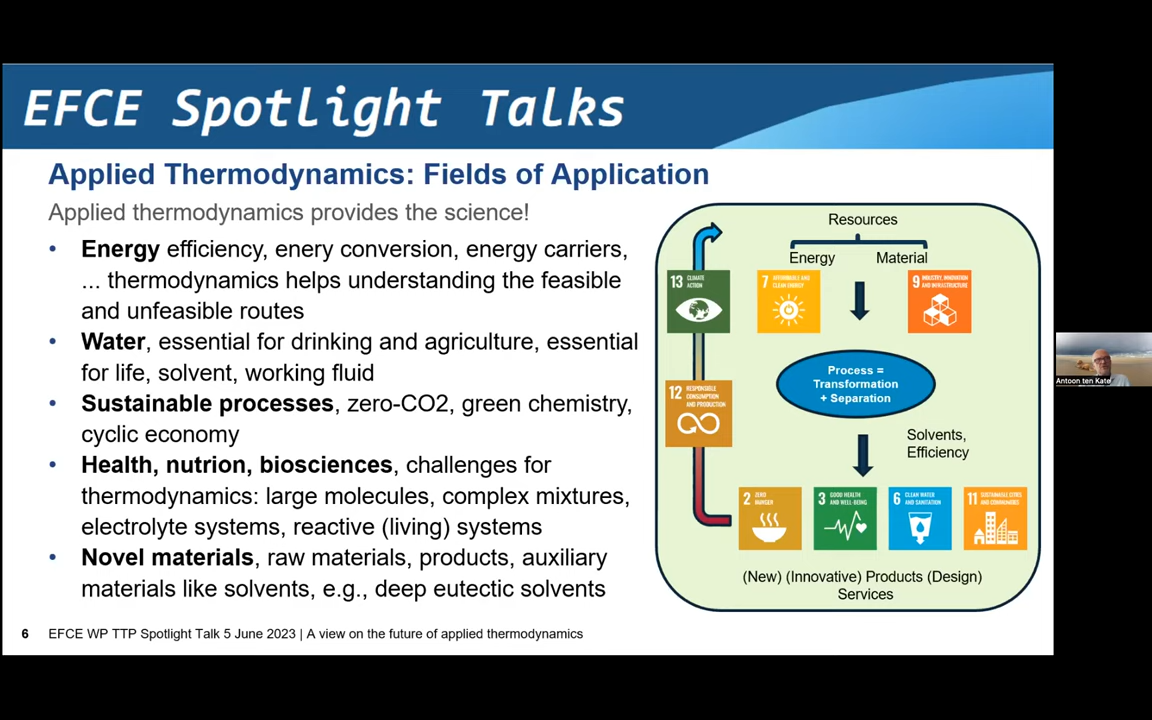 EFCE Spotlight Talks
Applied Thermodynamics: Fields of Application
Applied thermodynamics provides the science!
• Energy efficiency, enery conversion, energy carriers,
... thermodynamics helps understanding the feasible
and unfeasible routes
• Water, essential for drinking and agriculture, essential
for life, solvent, working fluid
• Sustainable processes, zero-CO2, green chemistry,
cyclic economy
• Health, nutrion, biosciences, challenges for
thermodynamics: large molecules, complex mixtures,
electrolyte systems, reactive (living) systems
• Novel materials, raw materials, products, auxiliary
materials like solvents, e.g., deep eutectic solvents
Resources
Energy
Material
13 CLIMATE
ACTION
7 AFFORDABLE AND
CLEAN ENERGY
9 INDUSTRY, INNOVATION
AND INFRASTRUCTURE
Process =
Transformation
+ Separation
12 RESPONSIBLE
CONSUMPTION
AND PRODUCTION
Solvents,
Efficiency
2 ZERO
HUNGER
3 GOOD HEALTH
AND WELL-BEING
6 CLEAN WATER
AND SANITATION
11 SUSTAINABLE CITIES
AND COMMUNITIES
(New) (Innovative) Products (Design)
Services
6 EFCE WP TTP Spotlight Talk 5 June 2023 | A view on the future of applied thermodynamics
Antoon ten Kate